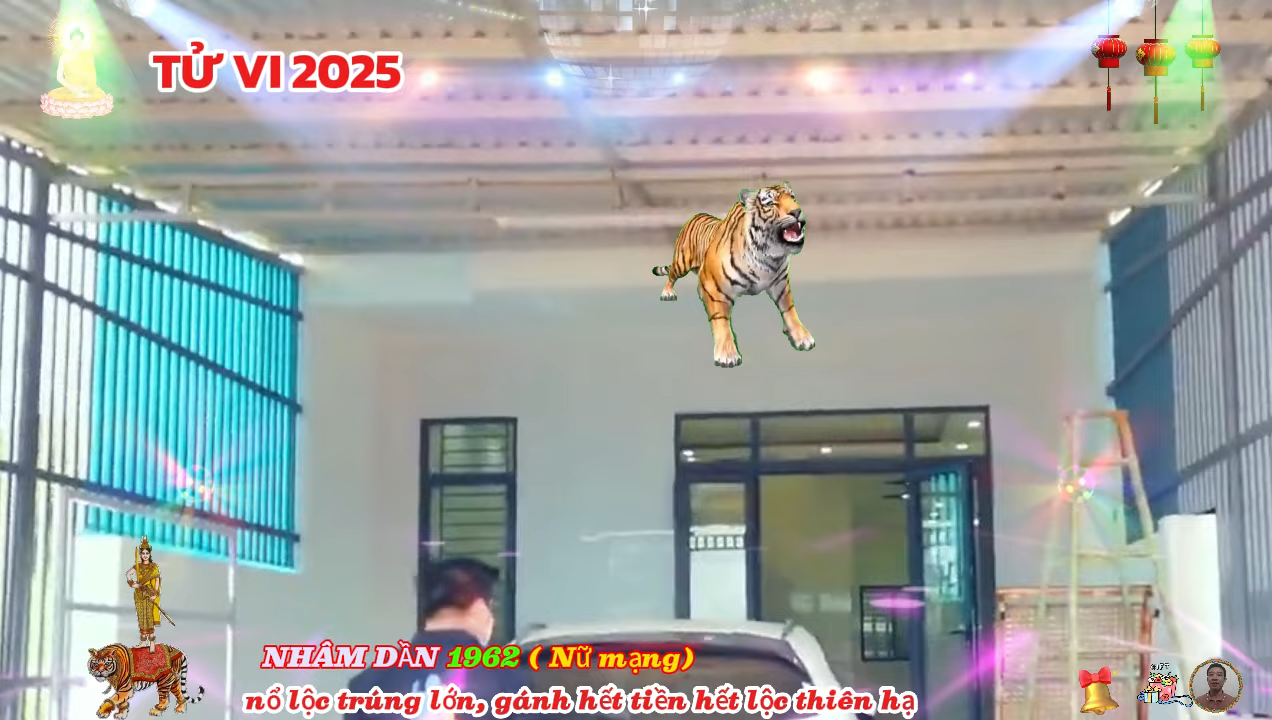 TỬ VI 2025
NHÂM DẦN 1962 ( Nữ mạng)
nổ lộc trúng lớn, gánh hết tiền hết lộc thiên hạ